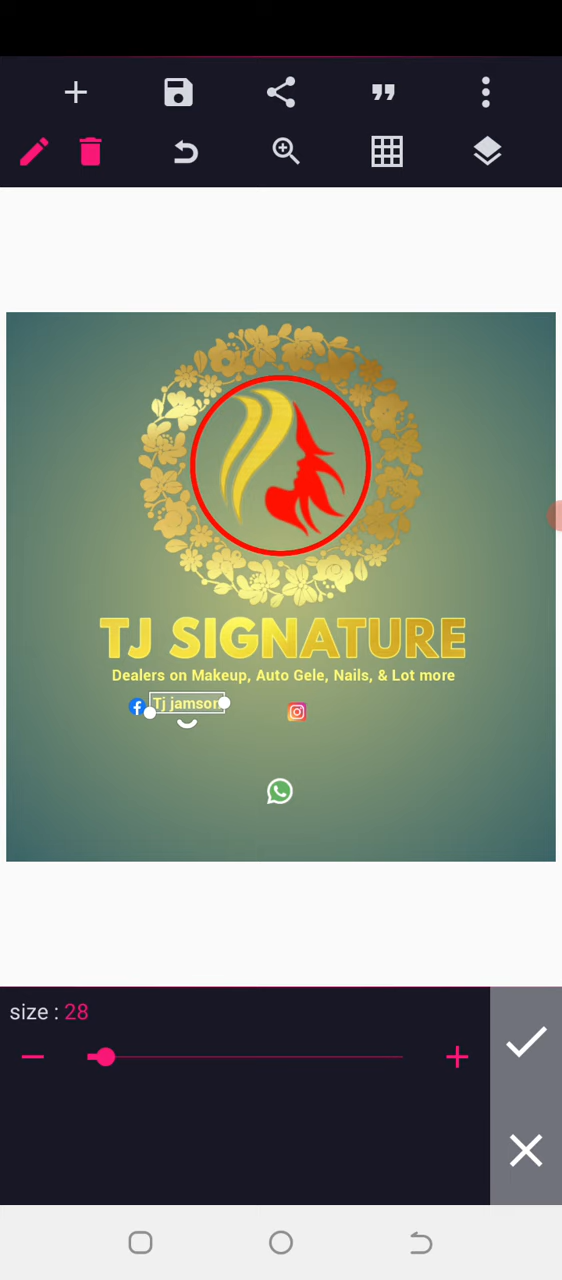 TJ SIGNATURE
Dealers on Makeup, Auto Gele, Nails, & Lot more
Tj jamson
size : 28